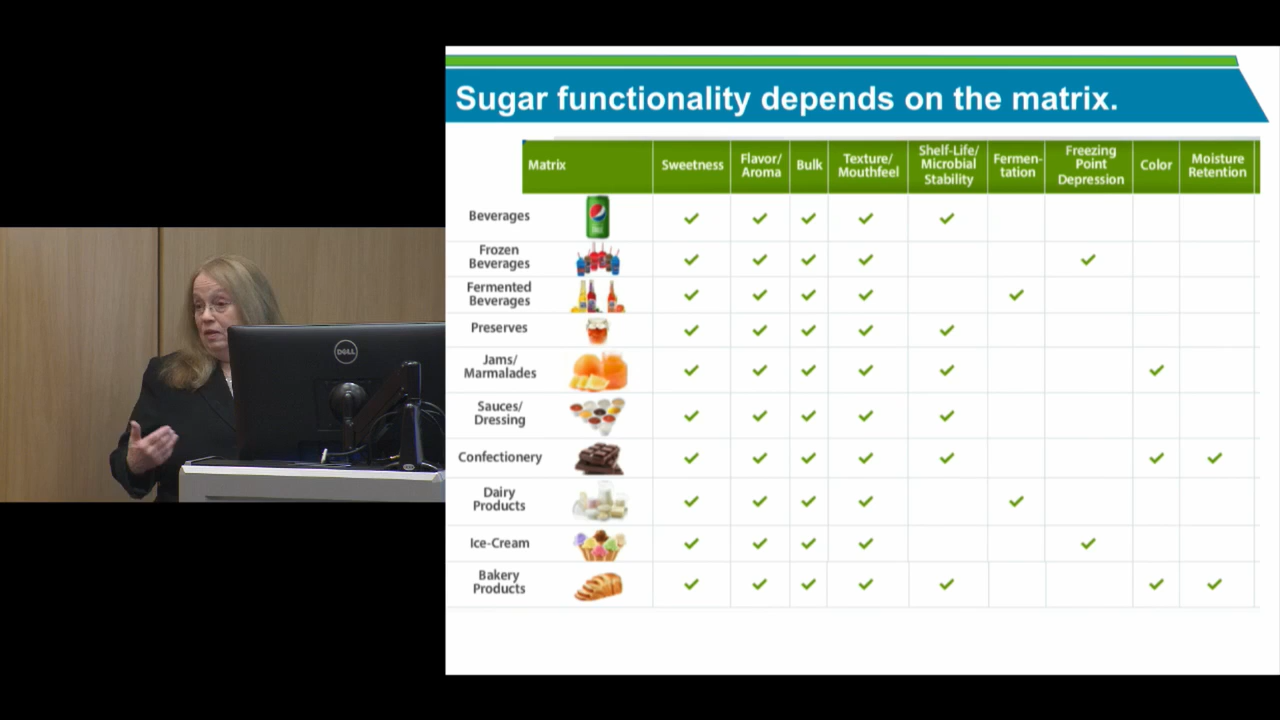 Sugar functionality depends on the matrix.
Matrix
Sweetness
Flavor/
Aroma
Bulk
Texture/
Mouthfeel
Shelf-Life/
Microbial
Stability
Fermen-
tation
Freezing
Point
Depression
Color
Moisture
Retention
Beverages
Frozen
Beverages
Fermented
Beverages
Preserves
Jams/
Marmalades
Sauces/
Dressing
Confectionery
Dairy
Products
Ice-Cream
Bakery
Products
DELL